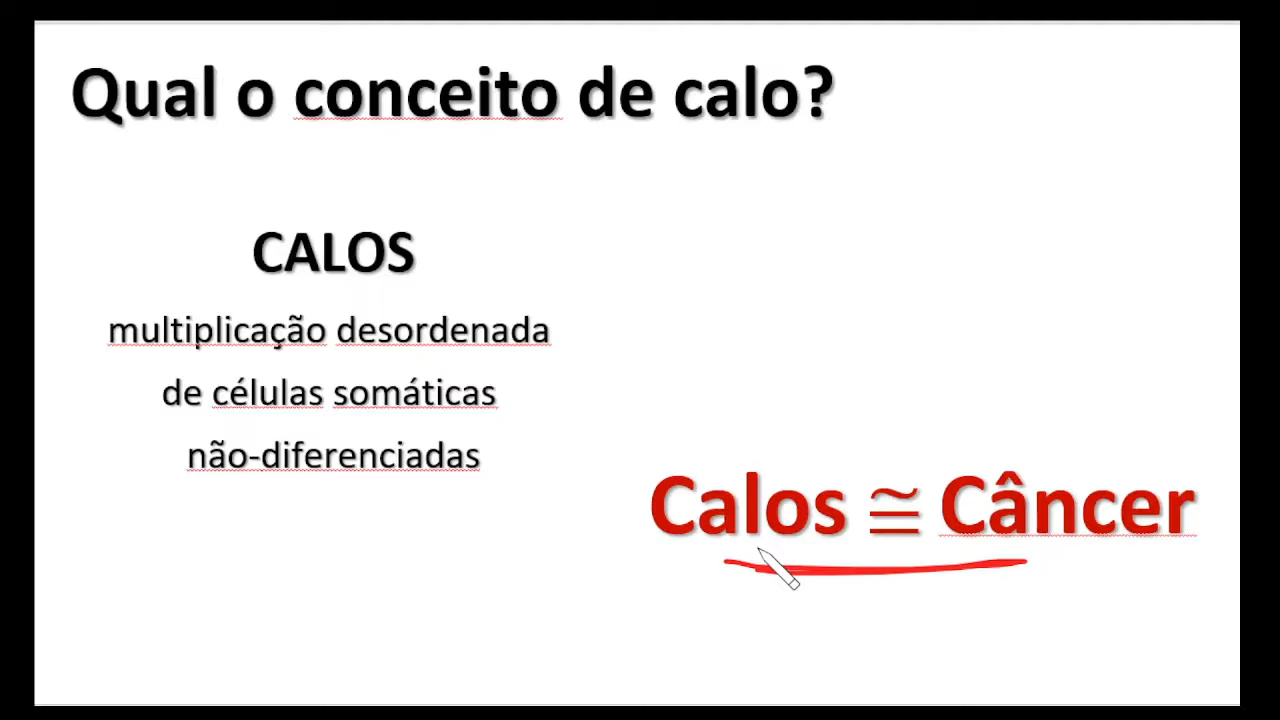 Qual o conceito de calo?
CALOS
multiplicação desordenada
de células somáticas
não-diferenciadas
Calos ≅ Câncer